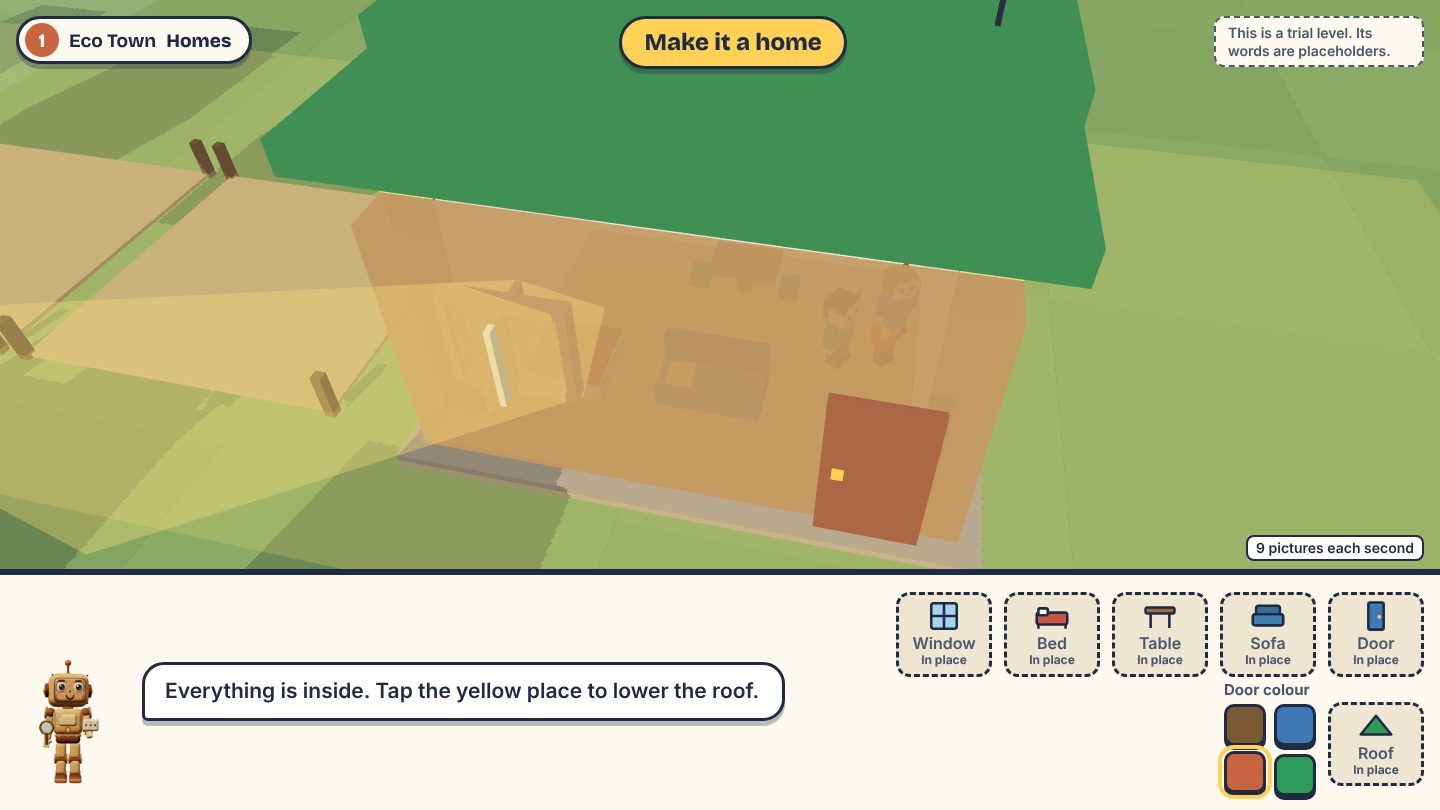 1 Eco Town Homes
Make it a home
This is a trial level. Its
words are placeholders.
9 pictures each second
Window
In place
Bed
In place
Table
In place
Sofa
In place
Door
In place
Everything is inside. Tap the yellow place to lower the roof.
Door colour
Roof
In place